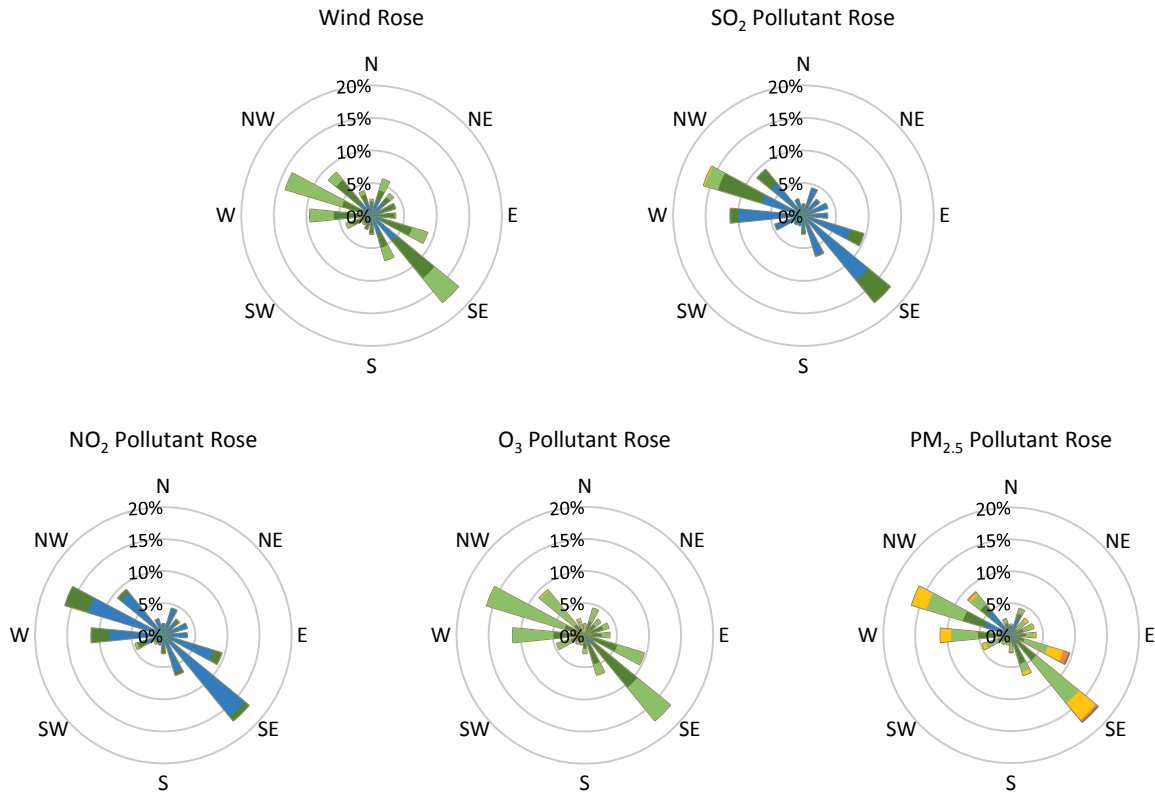 Wind Rose
N
20%
NW
NE
15%
10%
5%
W
0%
E
SW
SE
S
SO2 Pollutant Rose
N
20%
NW
NE
15%
10%
5%
W
0%
E
SW
SE
S
NO2 Pollutant Rose
N
20%
NW
NE
15%
10%
5%
W
0%
E
SW
SE
S
O3 Pollutant Rose
N
20%
NW
NE
15%
10%
5%
W
0%
E
SW
SE
S
PM2.5 Pollutant Rose
N
20%
NW
NE
15%
10%
5%
W
0%
E
SW
SE
S